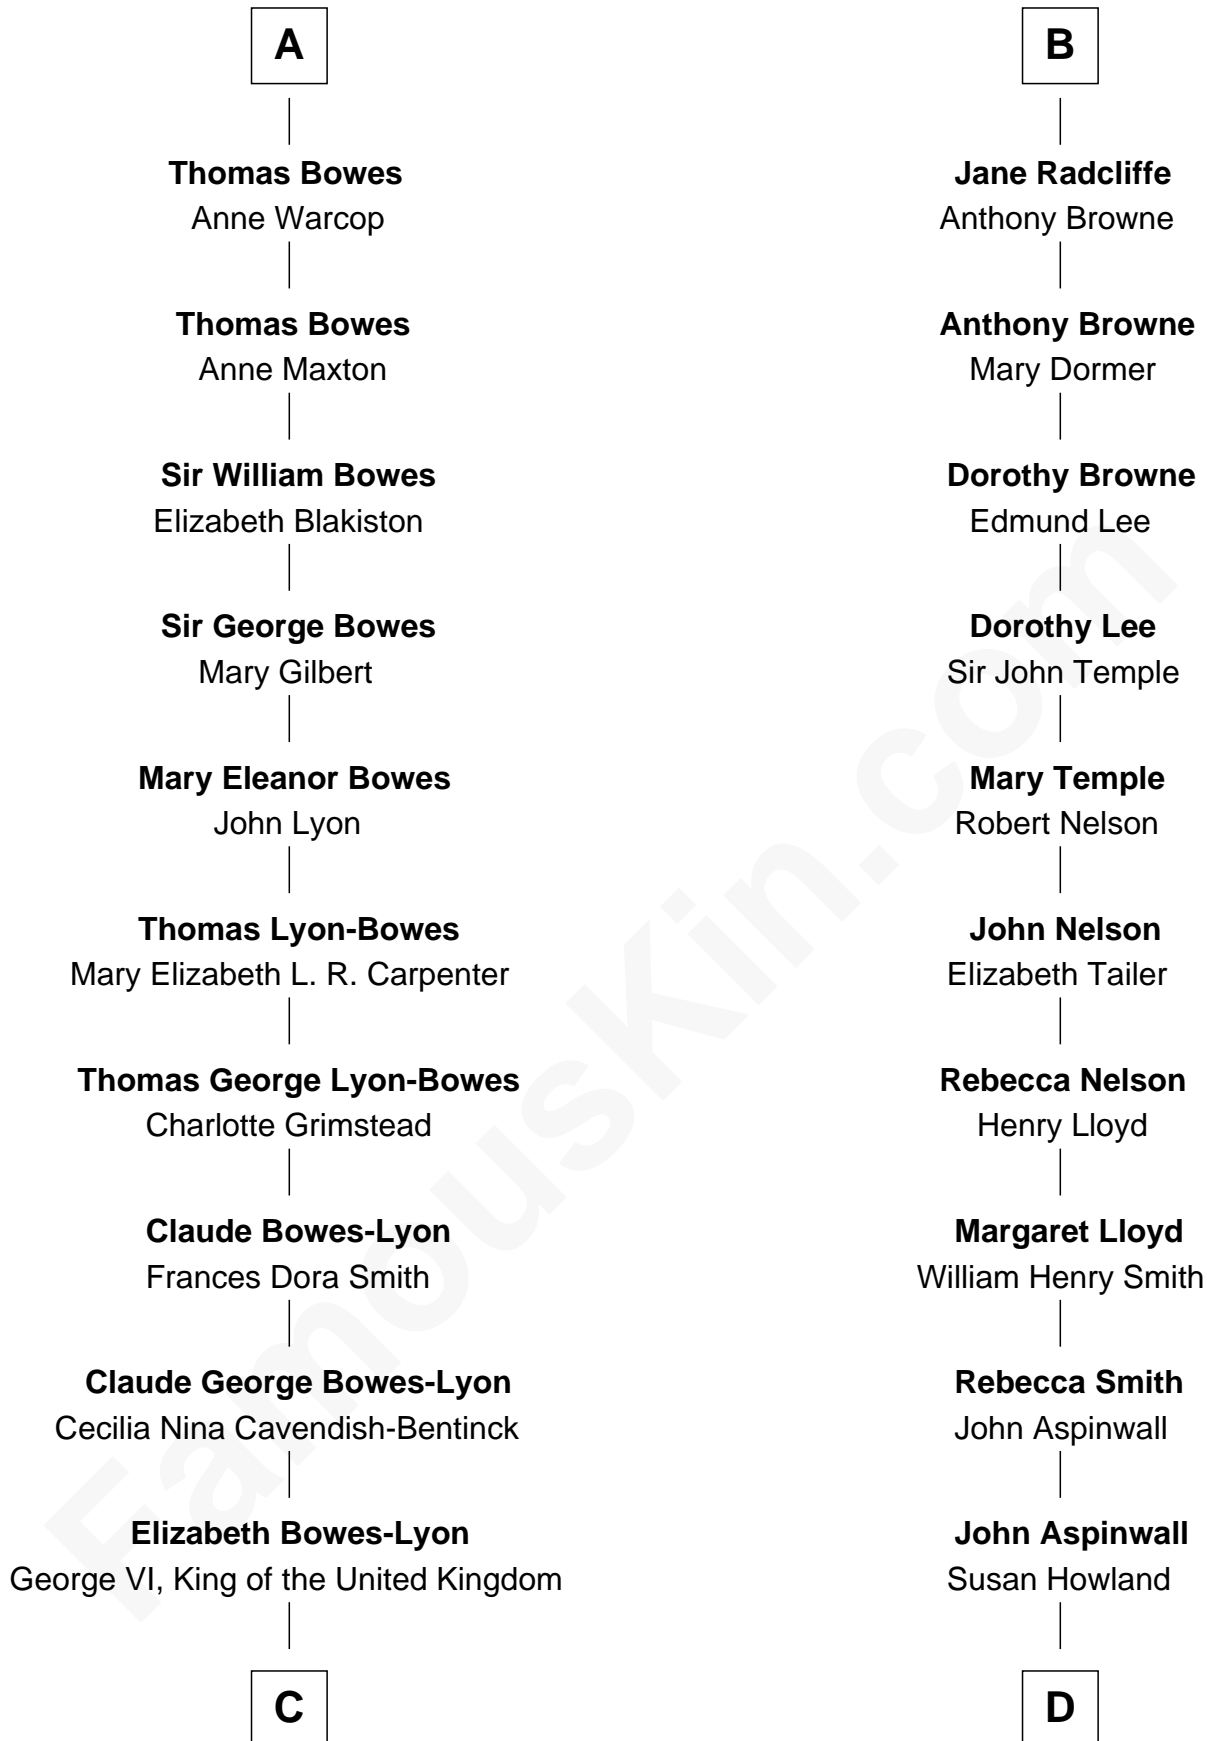 A
Thomas Bowes
Anne Warcop
Thomas Bowes
Anne Maxton
Sir William Bowes
Elizabeth Blakiston
Sir George Bowes
Mary Gilbert
Mary Eleanor Bowes
John Lyon
Thomas Lyon-Bowes
Mary Elizabeth L. R. Carpenter
Thomas George Lyon-Bowes
Charlotte Grimstead
Claude Bowes-Lyon
Frances Dora Smith
Claude George Bowes-Lyon
Cecilia Nina Cavendish-Bentinck
Elizabeth Bowes-Lyon
George VI, King of the United Kingdom
C
B
Jane Radcliffe
Anthony Browne
Anthony Browne
Mary Dormer
Dorothy Browne
Edmund Lee
Dorothy Lee
Sir John Temple
Mary Temple
Robert Nelson
John Nelson
Elizabeth Tailer
Rebecca Nelson
Henry Lloyd
Margaret Lloyd
William Henry Smith
Rebecca Smith
John Aspinwall
John Aspinwall
Susan Howland
D
FamousKin.com